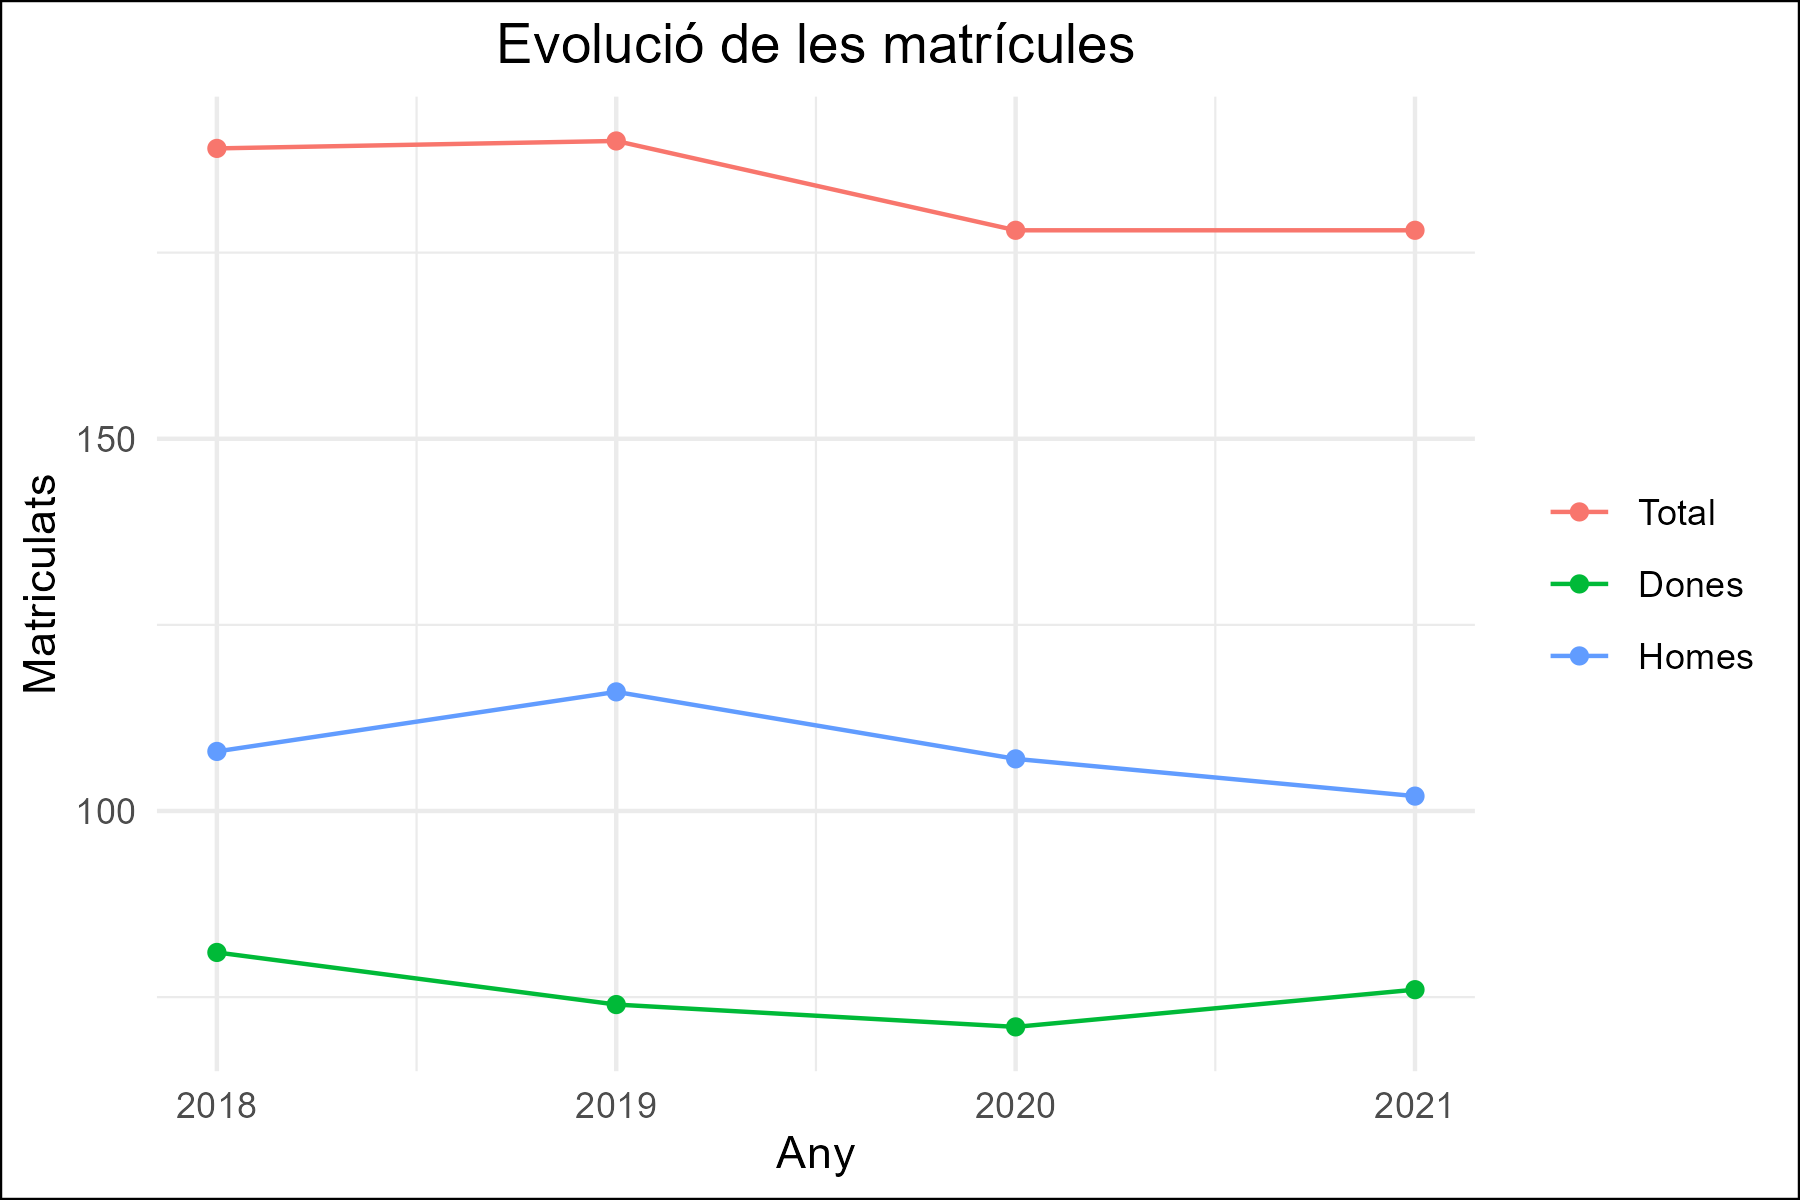 Evolució de les matrícules
Matriculats
150
100
2018
2019
2020
2021
Any
Total
Dones
Homes